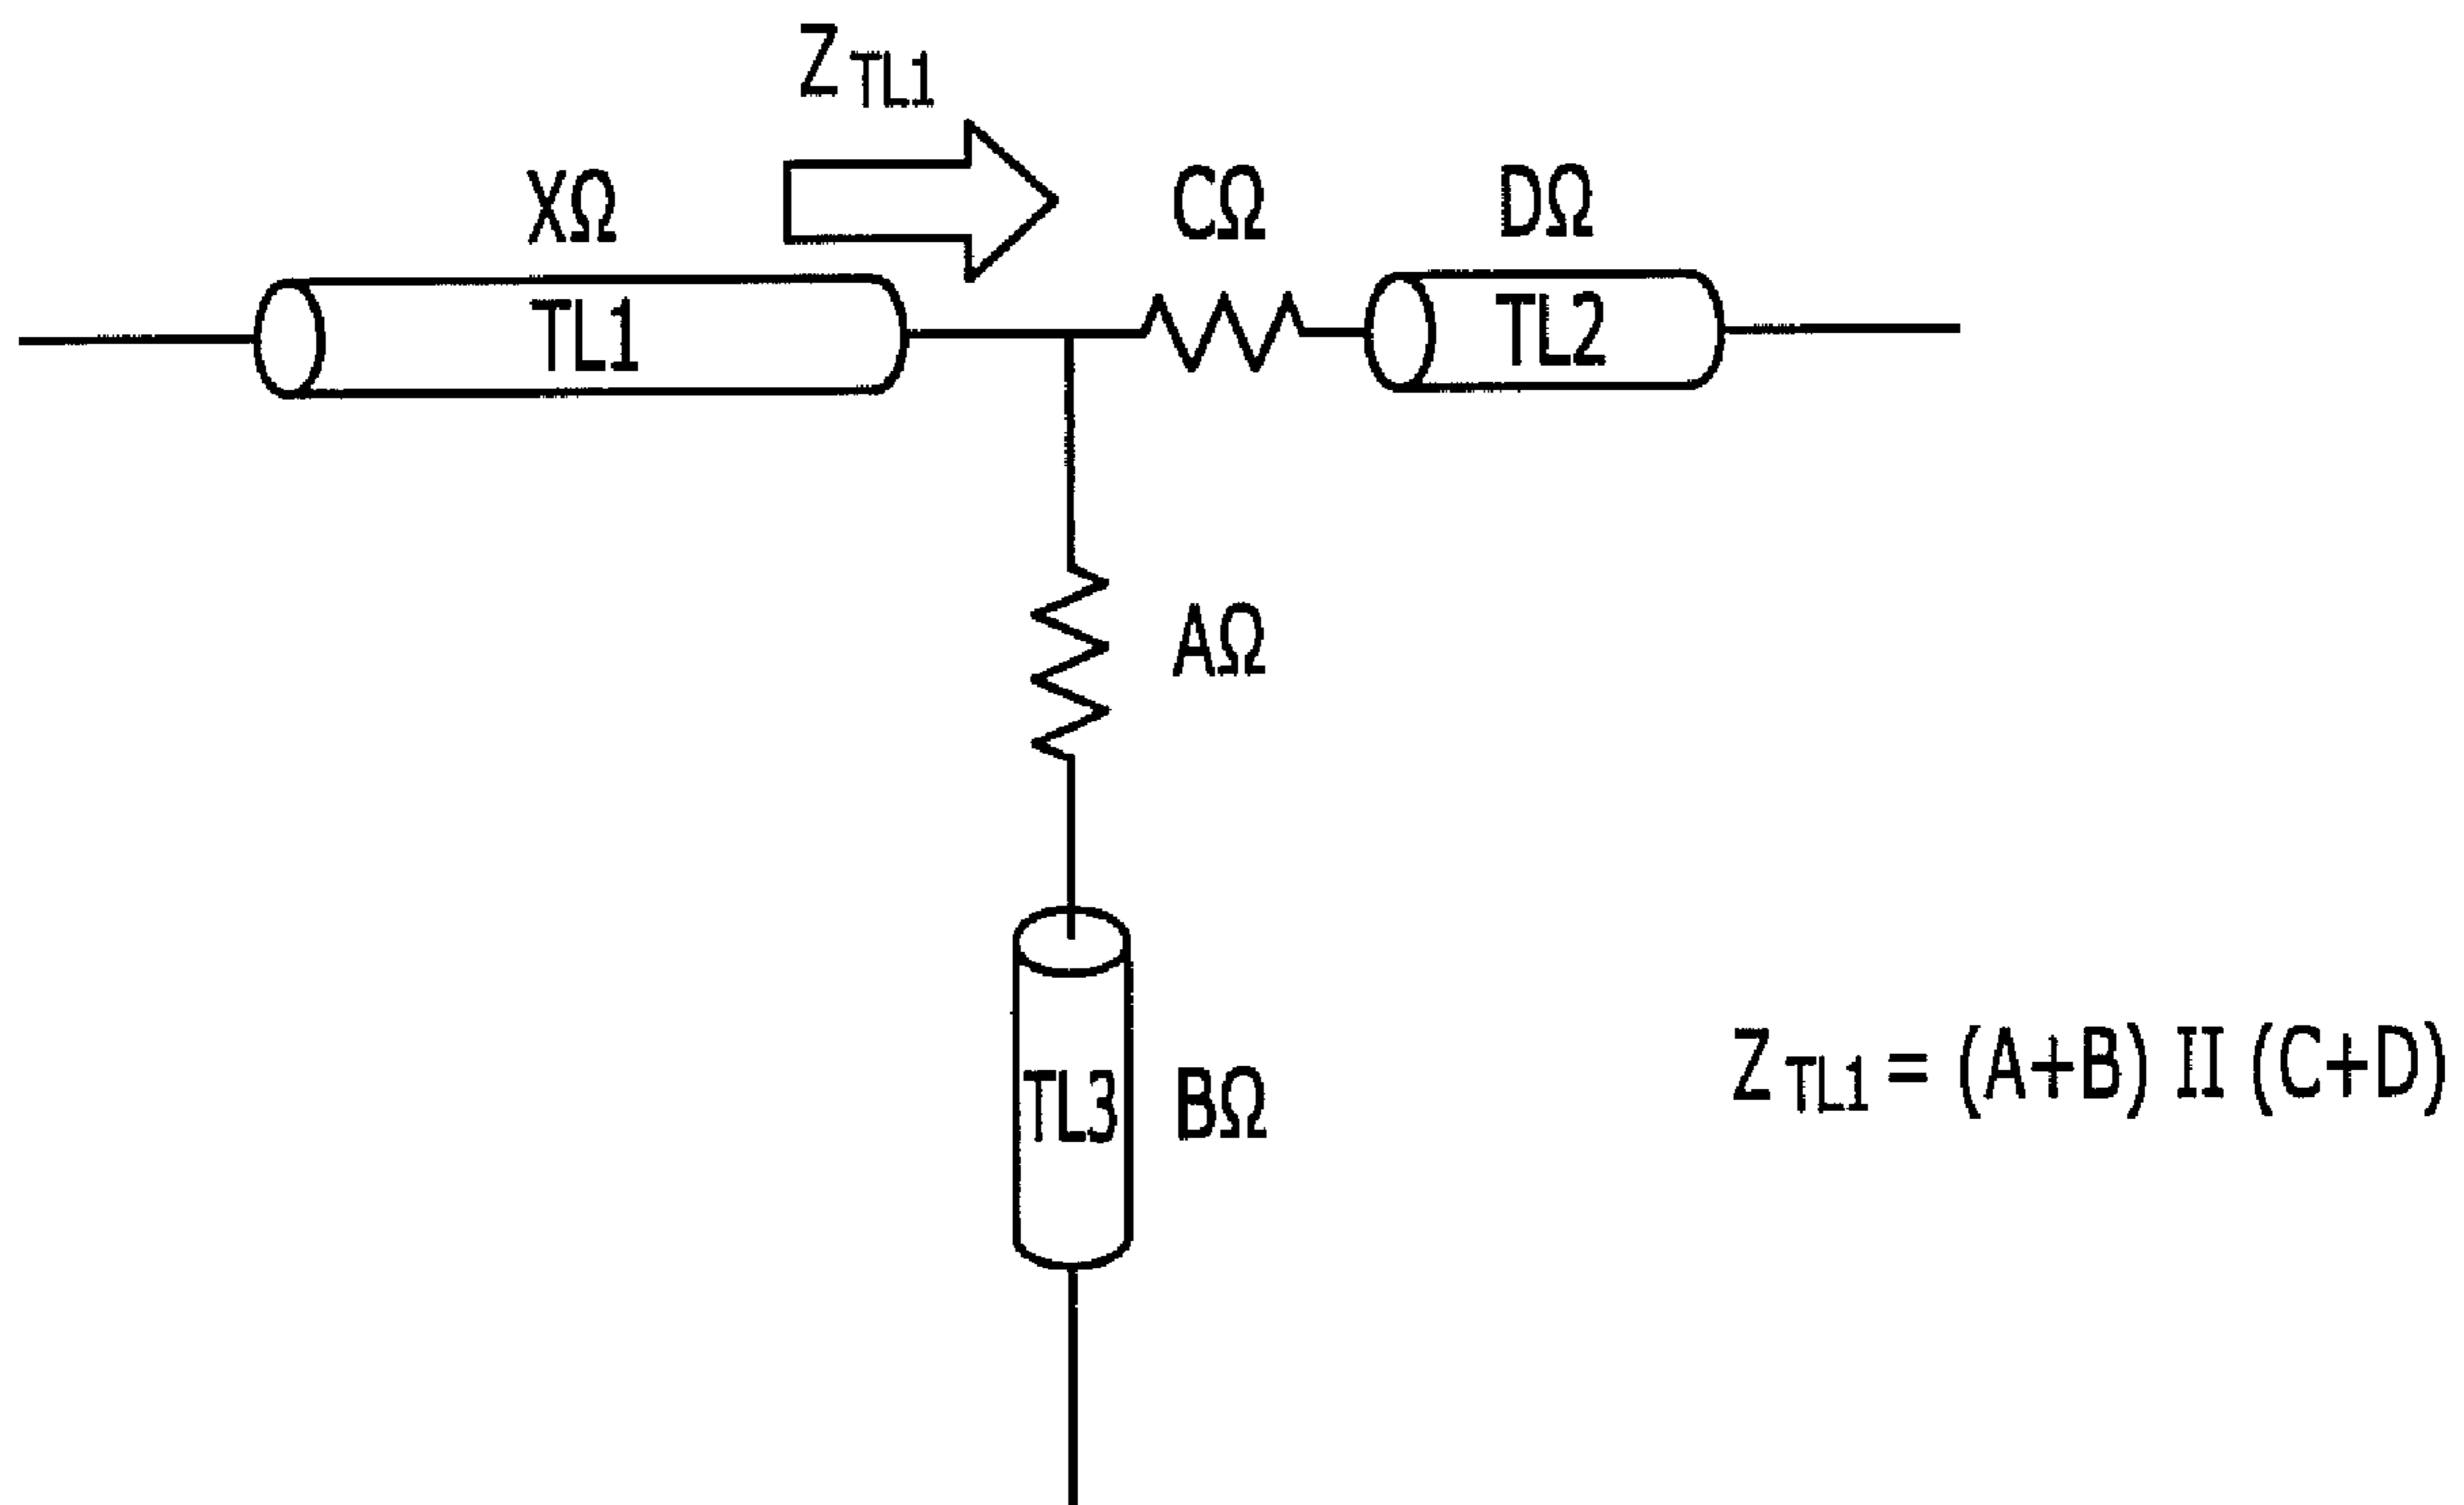 Z TL1
XΩ
CΩ
DΩ
TL1
TL2
AΩ
TL3
BΩ
Z TL1 = (A+B) II (C+D)